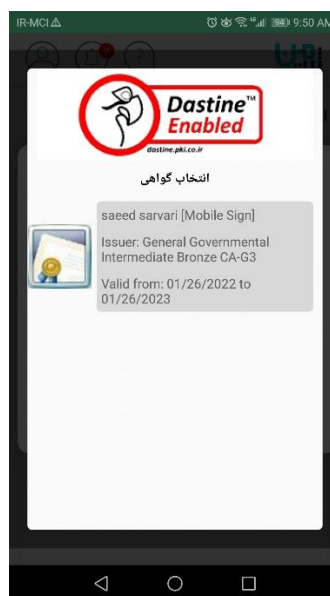 IR-MCI
94% 9:50 AM
Dastine™
Enabled
dastine.pki.co.ir
انتخاب گواهی
saeed sarvari [Mobile Sign]
Issuer: General Governmental
Intermediate Bronze CA-G3
Valid from: 01/26/2022 to
01/26/2023